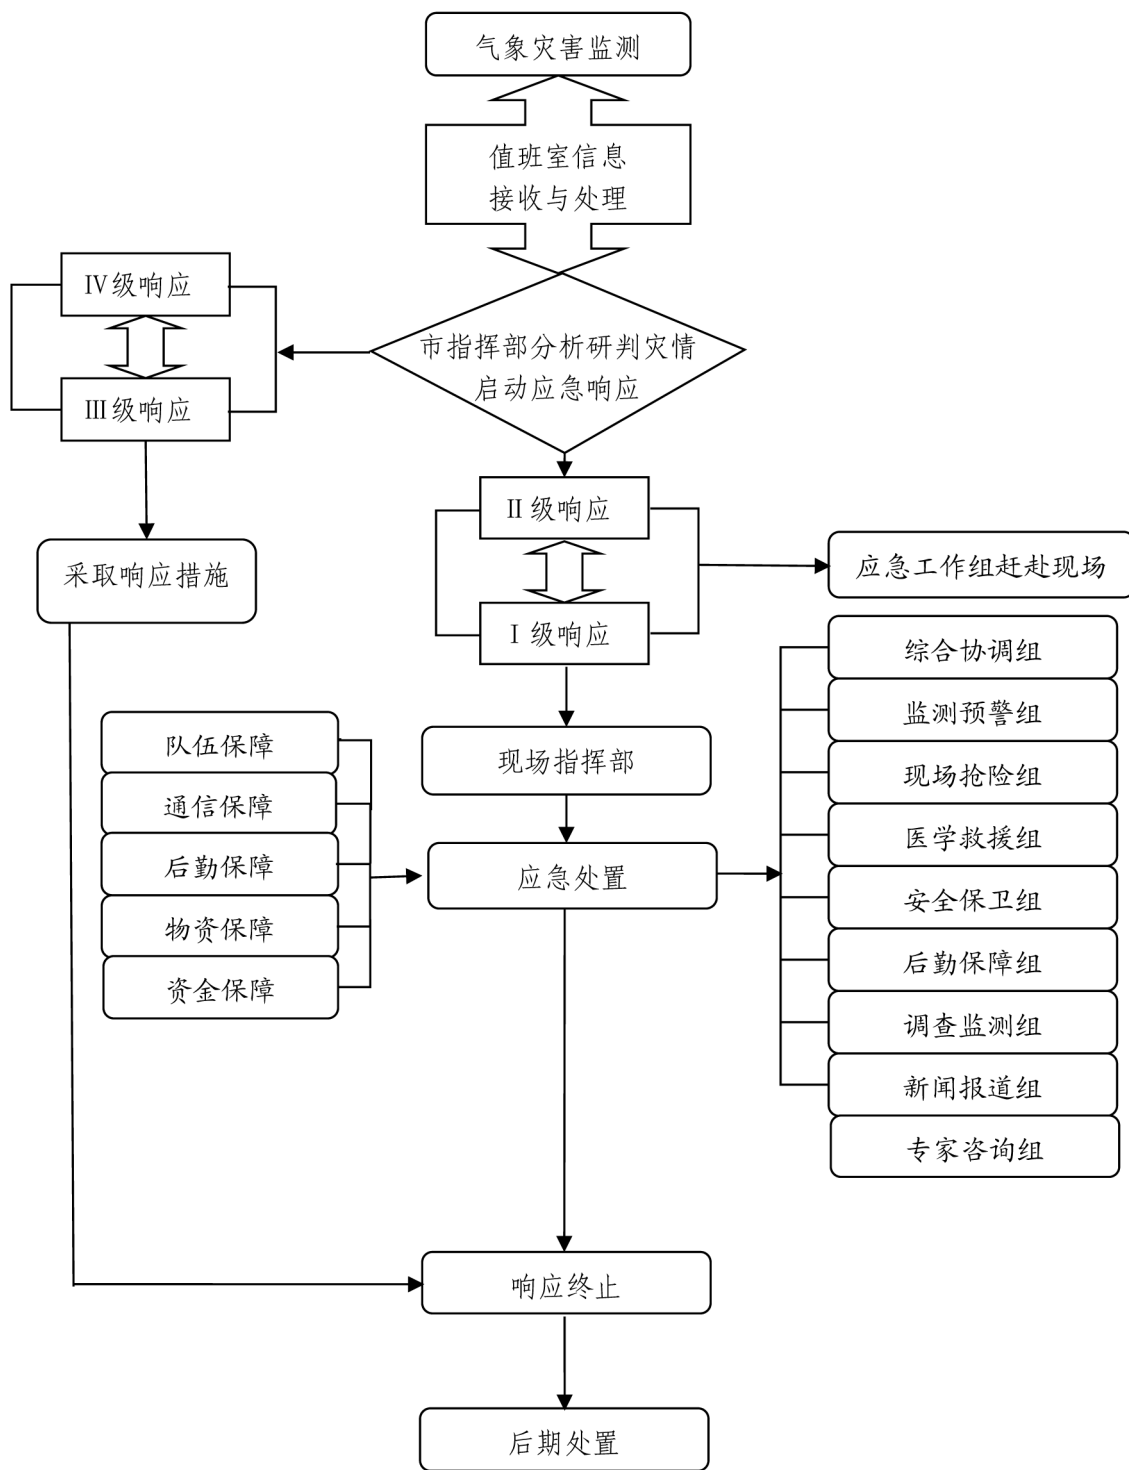 气象灾害监测
值班室信息
接收与处理
Ⅳ级响应
市指挥部分析研判灾情
启动应急响应
Ⅲ级响应
Ⅱ级响应
采取响应措施
应急工作组赶赴现场
Ⅰ级响应
综合协调组
监测预警组
队伍保障
现场指挥部
现场抢险组
通信保障
医学救援组
后勤保障
应急处置
安全保卫组
物资保障
后勤保障组
资金保障
调查监测组
新闻报道组
专家咨询组
响应终止
后期处置